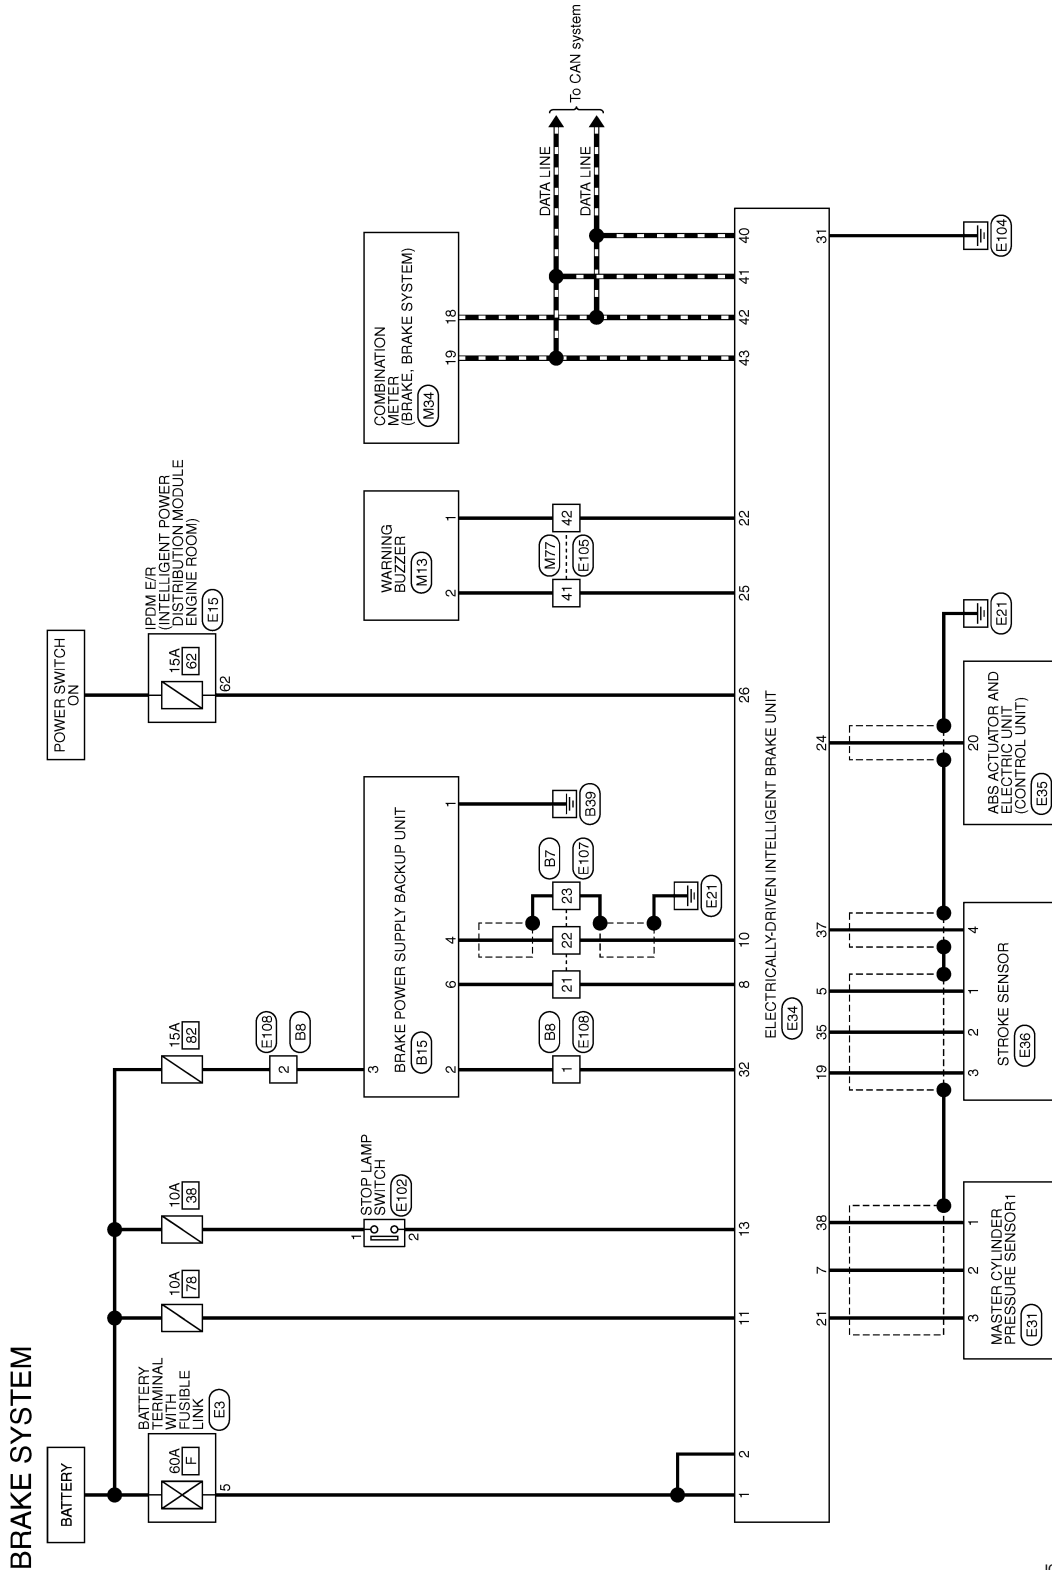 BRAKE SYSTEM
BATTERY
60A
F
BATTERY
TERMINAL
WITH
FUSIBLE
LINK
E3
5
10A
78
10A
38
15A
82
E108
2
B8
STOP LAMP
SWITCH
E102
1
2
3
BRAKE POWER SUPPLY BACKUP UNIT
B15
2
6
4
1
B8
1
E108
21
22
23
B7
E107
E21
B39
POWER SWITCH
ON
15A
62
IPDM E/R
(INTELLIGENT POWER
DISTRIBUTION MODULE
ENGINE ROOM)
E15
62
WARNING
BUZZER
M13
2
1
41
M77
E105
42
COMBINATION
METER
(BRAKE, BRAKE SYSTEM)
M34
19
18
DATA LINE
DATA LINE
To CAN system
1
2
11
13
32
8
10
26
25
22
43
42
41
40
ELECTRICALLY-DRIVEN INTELLIGENT BRAKE UNIT
E34
21
7
38
19
35
5
37
24
31
3
2
1
MASTER CYLINDER
PRESSURE SENSOR1
E31
3
2
1
4
STROKE SENSOR
E36
20
ABS ACTUATOR AND
ELECTRIC UNIT
(CONTROL UNIT)
E35
E21
E104